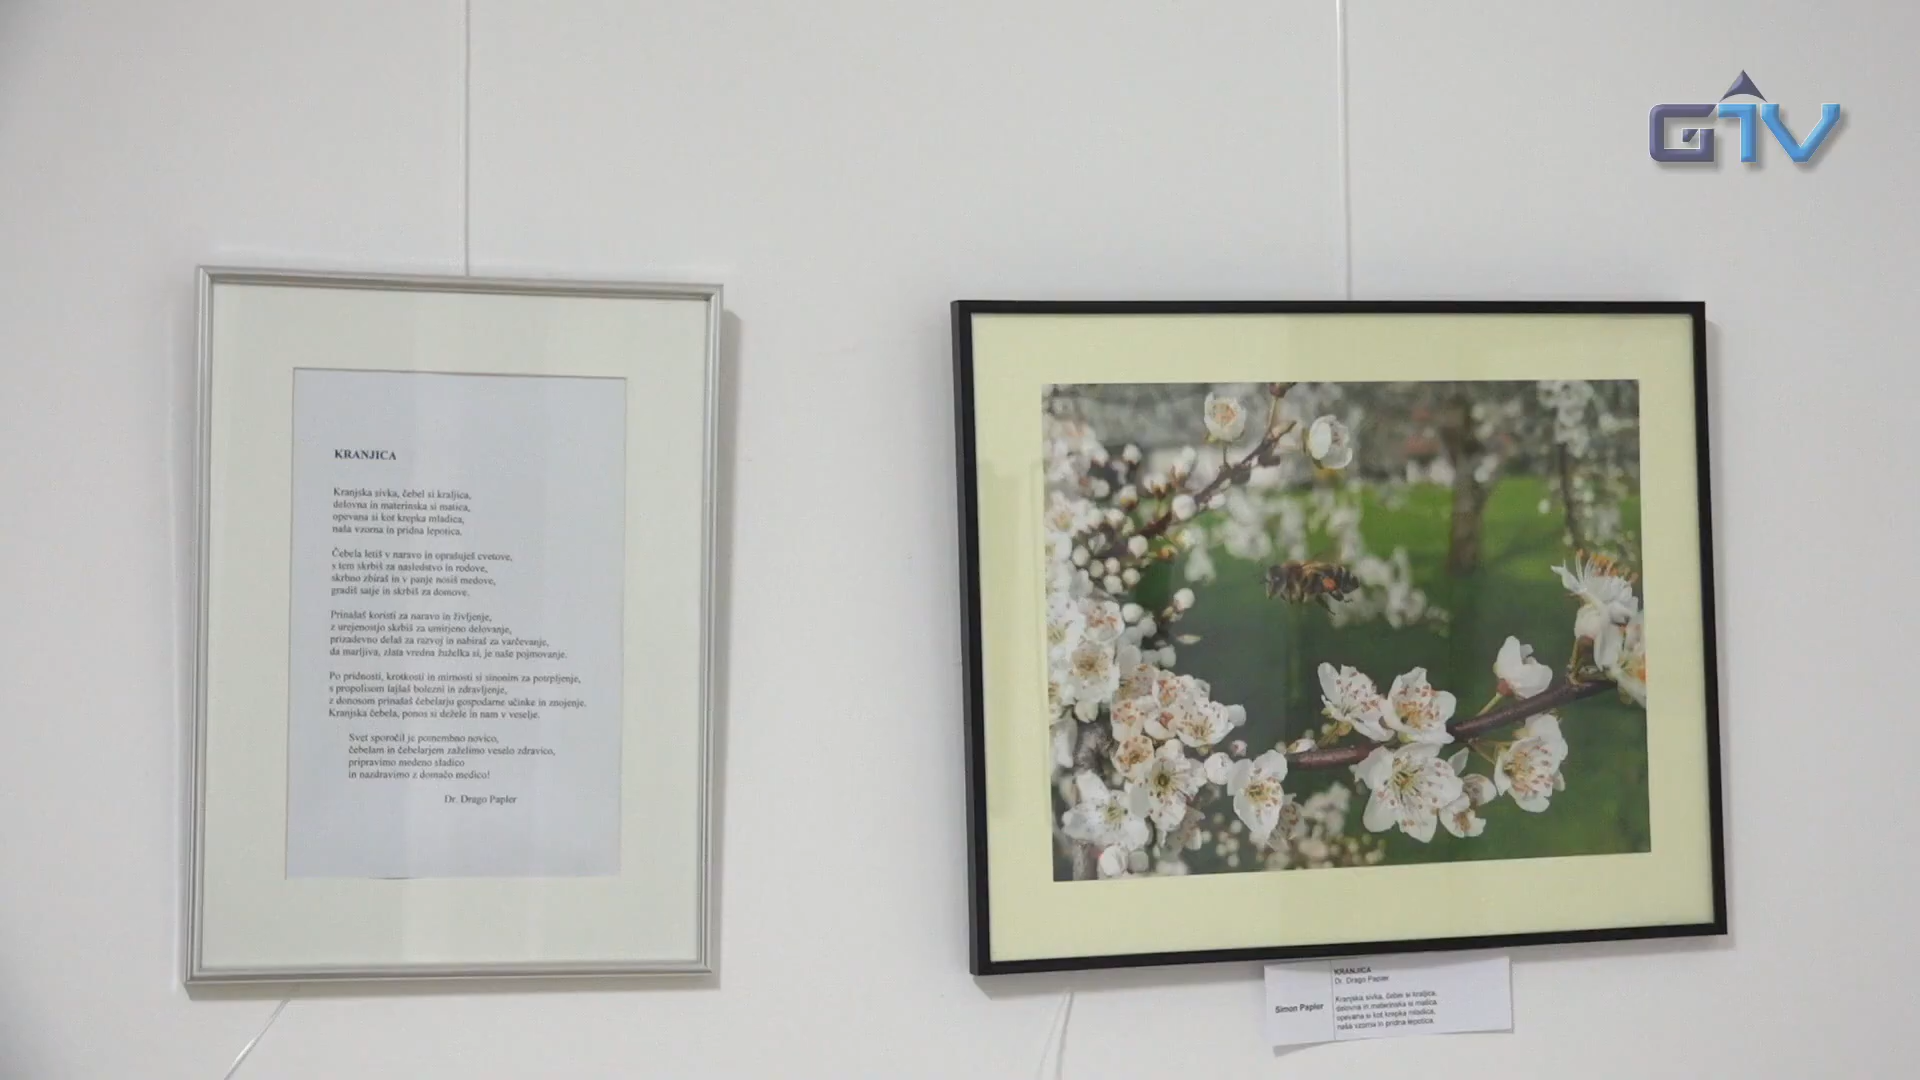 GTV
KRANJICA
Kranjska sivka, čebel si kraljica,
delovna in materinska si matica,
opevana si kot krepka mladica,
naša vzorna in pridna lepotica.
Čebela letiš v naravo in oprašuješ cvetove,
s tem skrbiš za nasledstvo in rodove,
skrbno zbiraš in v panje nosiš medove,
gradiš satje in skrbiš za domove.
Prinašaš koristi za naravo in življenje,
z urejenostjo skrbiš za umirjeno delovanje,
prizadevno delaš za razvoj in nabiraš za varčevanje,
da marljiva, zlata vredna žuželka si, je naše pojmovanje.
Po pridnosti, krotkosti in mirnosti si sinonim za potrpljenje,
s propolisom lajšaš bolezni in zdravljenje,
z donosom prinašaš čebelarju gospodarne učinke in znojenje.
Kranjska čebela, ponos si dežele in nam v veselje.
Svet sporočil je pomembno novico,
čebelam in čebelarjem zaželimo veselo zdravico,
pripravimo medeno sladico
in nazdravimo z domačo medico!
Dr. Drago Papler
Simon Papler
KRANJICA
Dr. Drago Papler
Kranjska sivka, čebel si kraljica,
delovna in materinska si matica,
opevana si kot krepka mladica,
naša vzorna in pridna lepotica.